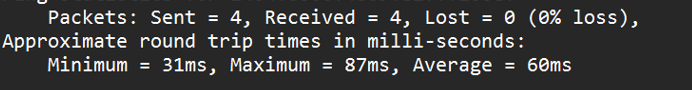 Packets: Sent = 4, Received = 4, Lost = 0 (0% loss),
Approximate round trip times in milli-seconds:
Minimum = 31ms, Maximum = 87ms, Average = 60ms